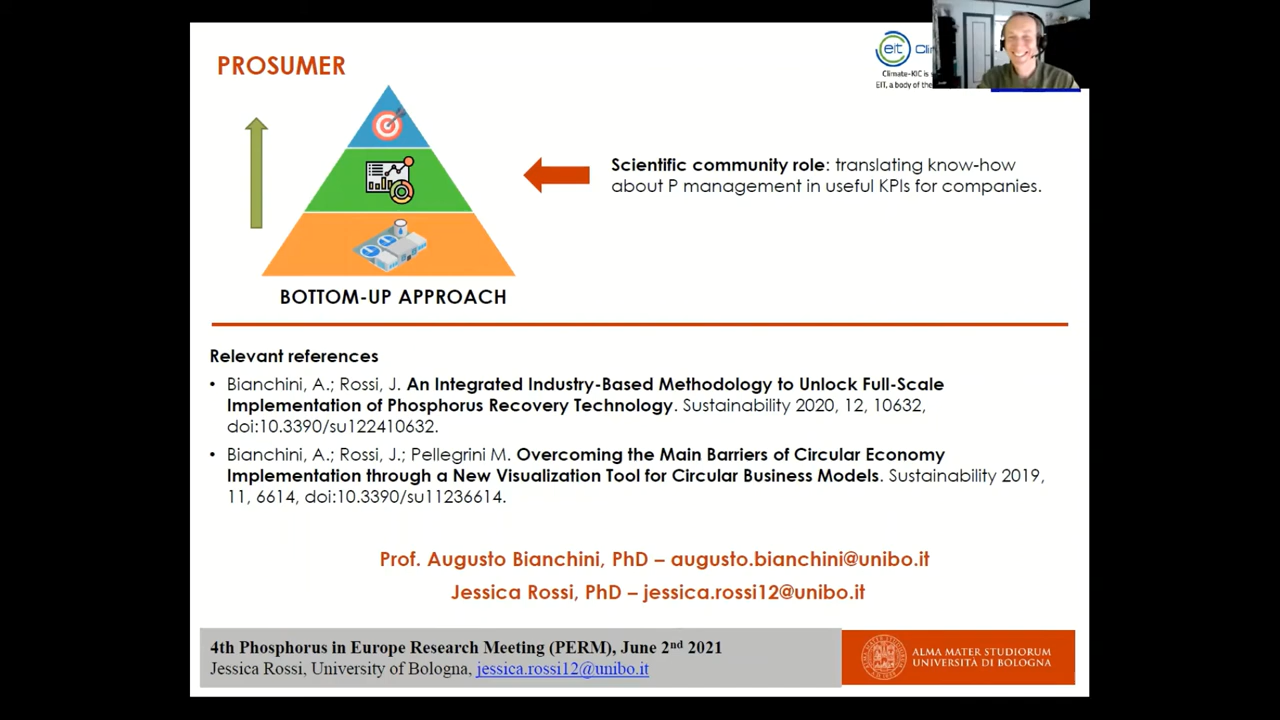 PROSUMER
eit Clim
Climate-KIC is
EIT, a body of the
Scientific community role: translating know-how
about P management in useful KPIs for companies.
BOTTOM-UP APPROACH
Relevant references
• Bianchini, A.; Rossi, J. An Integrated Industry-Based Methodology to Unlock Full-Scale
Implementation of Phosphorus Recovery Technology. Sustainability 2020, 12, 10632,
doi:10.3390/su122410632.
• Bianchini, A.; Rossi, J.; Pellegrini M. Overcoming the Main Barriers of Circular Economy
Implementation through a New Visualization Tool for Circular Business Models. Sustainability 2019,
11, 6614, doi:10.3390/su11236614.
Prof. Augusto Bianchini, PhD – augusto.bianchini@unibo.it
Jessica Rossi, PhD – jessica.rossi12@unibo.it
4th Phosphorus in Europe Research Meeting (PERM), June 2nd 2021
Jessica Rossi, University of Bologna, jessica.rossi12@unibo.it
ALMA MATER STUDIORUM
UNIVERSITÀ DI BOLOGNA